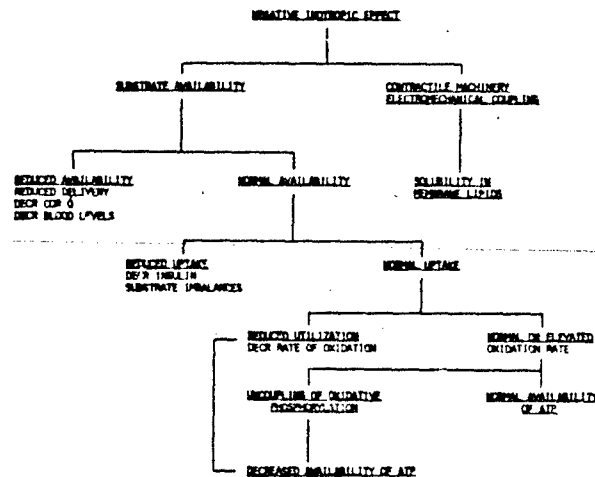 NEGATIVE INOTROPIC EFFECT
SUBSTRATE AVAILABILITY
CONTRACTILE MACHINERY
ELECTROMECHANICAL COUPLING
REDUCED AVAILABILITY
REDUCED DELIVERY
DECR COR Q
DECR BLOOD LEVELS
NORMAL AVAILABILITY
SOLUBILITY IN
MEMBRANE LIPIDS
REDUCED UPTAKE
DECR INSULIN
SUBSTRATE IMBALANCES
NORMAL UPTAKE
REDUCED UTILIZATION
DECR RATE OF OXIDATION
NORMAL OR ELEVATED
OXIDATION RATE
UNCOUPLING OF OXIDATIVE
PHOSPHORYLATION
NORMAL AVAILABILITY
OF ATP
DECREASED AVAILABILITY OF ATP